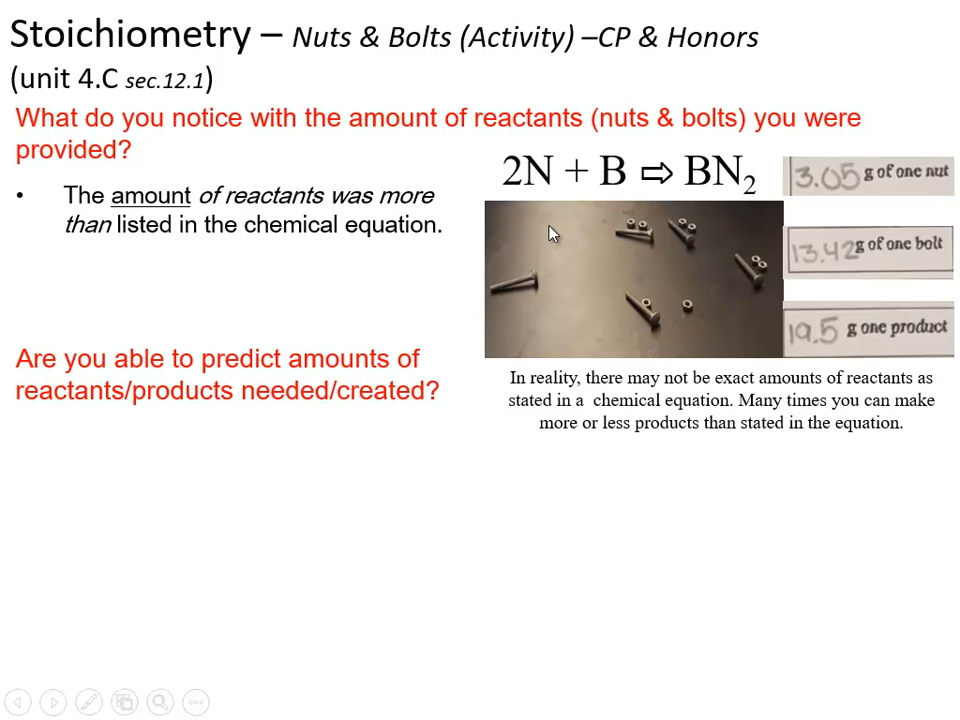 Stoichiometry – Nuts & Bolts (Activity) –CP & Honors
(unit 4.C sec.12.1)
What do you notice with the amount of reactants (nuts & bolts) you were
provided?
• The amount of reactants was more
than listed in the chemical equation.
2N + B ⇨ BN₂
3.05 g of one nut
13.42 g of one bolt
19.5 g one product
In reality, there may not be exact amounts of reactants as
stated in a chemical equation. Many times you can make
more or less products than stated in the equation.
Are you able to predict amounts of
reactants/products needed/created?